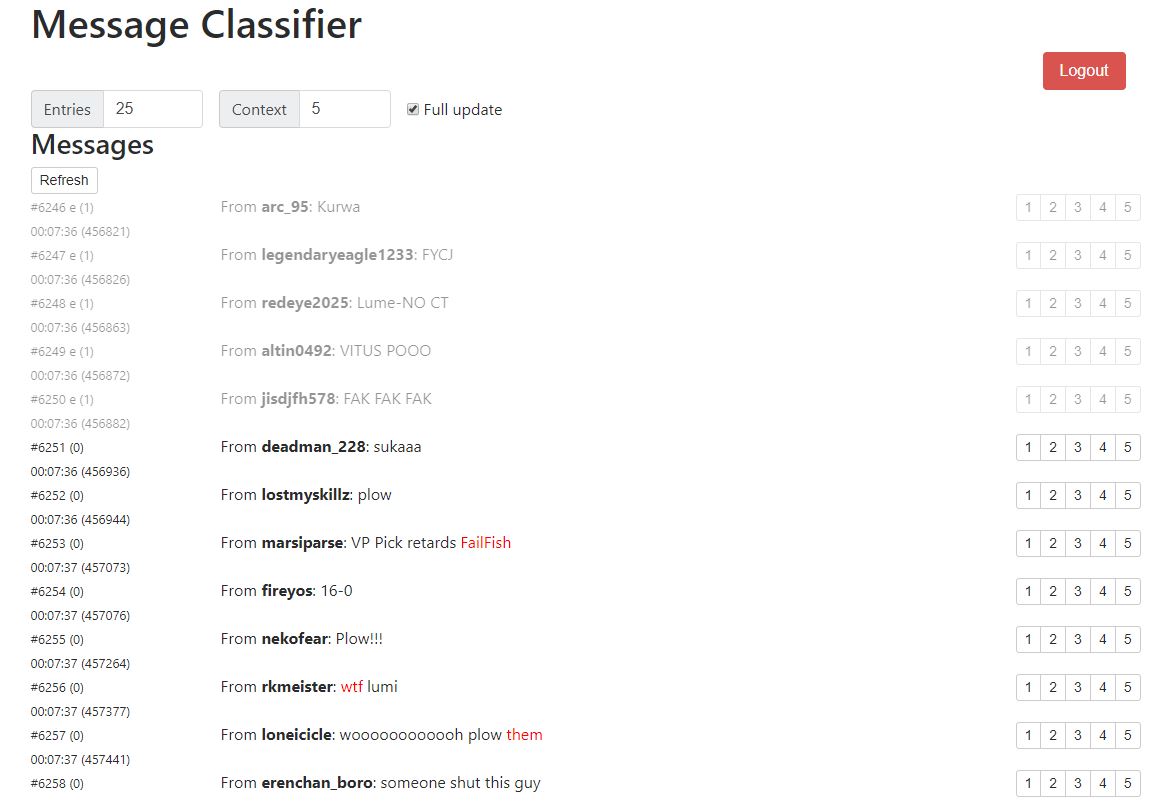 Message Classifier
Logout
Entries 25 Context 5 Full update
Messages
Refresh
#6246 e (1) From arc_95: Kurwa 1 2 3 4 5
00:07:36 (456821)
#6247 e (1) From legendaryeagle1233: FYCJ 1 2 3 4 5
00:07:36 (456826)
#6248 e (1) From redeye2025: Lume-NO CT 1 2 3 4 5
00:07:36 (456863)
#6249 e (1) From altin0492: VITUS POOO 1 2 3 4 5
00:07:36 (456872)
#6250 e (1) From jisdjfh578: FAK FAK FAK 1 2 3 4 5
00:07:36 (456882)
#6251 (0) From deadman_228: sukaaa 1 2 3 4 5
00:07:36 (456936)
#6252 (0) From lostmyskillz: plow 1 2 3 4 5
00:07:36 (456944)
#6253 (0) From marsiparse: VP Pick retards FailFish 1 2 3 4 5
00:07:37 (457073)
#6254 (0) From fireyos: 16-0 1 2 3 4 5
00:07:37 (457076)
#6255 (0) From nekofear: Plow!!! 1 2 3 4 5
00:07:37 (457264)
#6256 (0) From rkmeister: wtf lumi 1 2 3 4 5
00:07:37 (457377)
#6257 (0) From loneicicle: woooooooooooh plow them 1 2 3 4 5
00:07:37 (457441)
#6258 (0) From erenchan_boro: someone shut this guy 1 2 3 4 5